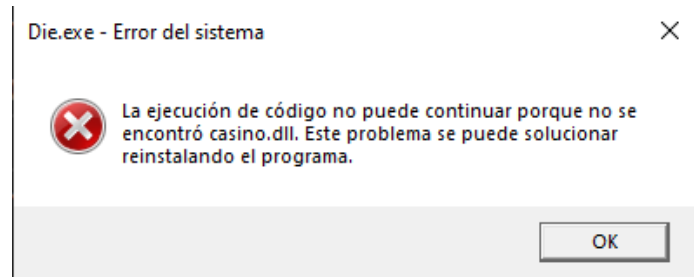 Die.exe - Error del sistema
La ejecución de código no puede continuar porque no se
encontró casino.dll. Este problema se puede solucionar
reinstalando el programa.
OK